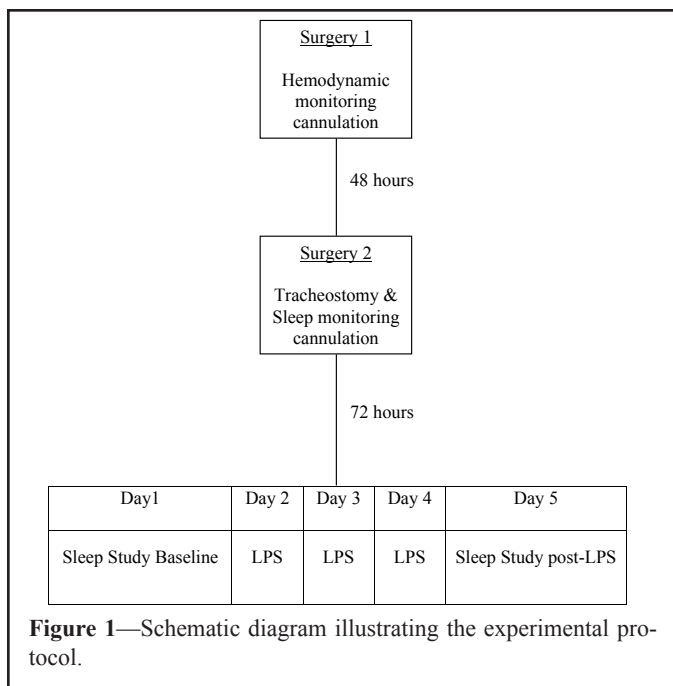 Surgery 1
Hemodynamic
monitoring
cannulation
48 hours
Surgery 2
Tracheostomy &
Sleep monitoring
cannulation
72 hours
Day1 Day 2 Day 3 Day 4 Day 5
Sleep Study Baseline LPS LPS LPS Sleep Study post-LPS
Figure 1—Schematic diagram illustrating the experimental pro-
tocol.